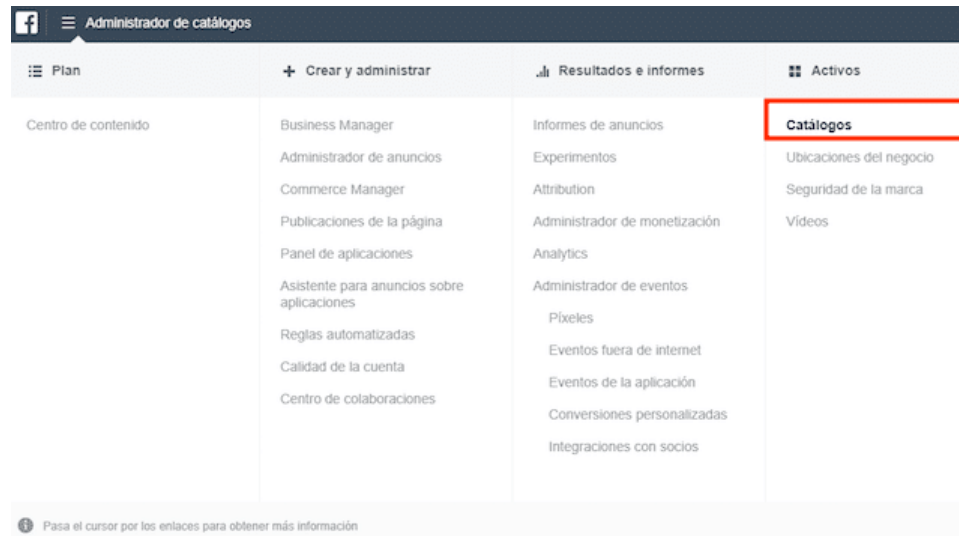 Administrador de catálogos
Plan
Centro de contenido
Crear y administrar
Business Manager
Administrador de anuncios
Commerce Manager
Publicaciones de la página
Panel de aplicaciones
Asistente para anuncios sobre
aplicaciones
Reglas automatizadas
Calidad de la cuenta
Centro de colaboraciones
Resultados e informes
Informes de anuncios
Experimentos
Attribution
Administrador de monetización
Analytics
Administrador de eventos
Píxeles
Eventos fuera de internet
Eventos de la aplicación
Conversiones personalizadas
Integraciones con socios
Activos
Catálogos
Ubicaciones del negocio
Seguridad de la marca
Vídeos
Pasa el cursor por los enlaces para obtener más información